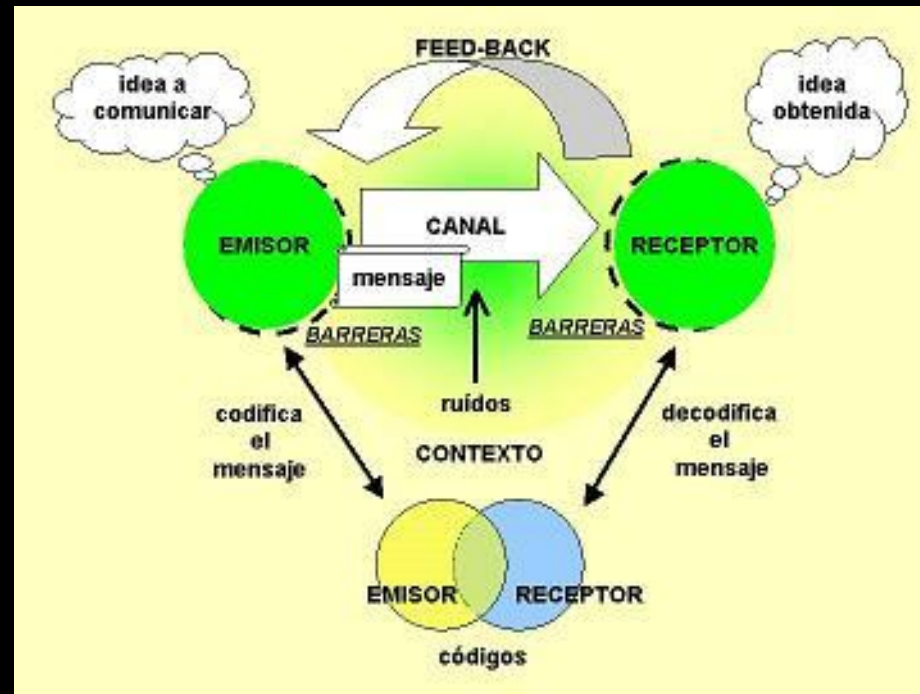 FEED-BACK
idea a
comunicar
idea
obtenida
EMISOR
CANAL
RECEPTOR
mensaje
BARRERAS
BARRERAS
ruídos
codifica
el
mensaje
decodifica
el
mensaje
CONTEXTO
EMISOR
RECEPTOR
códigos